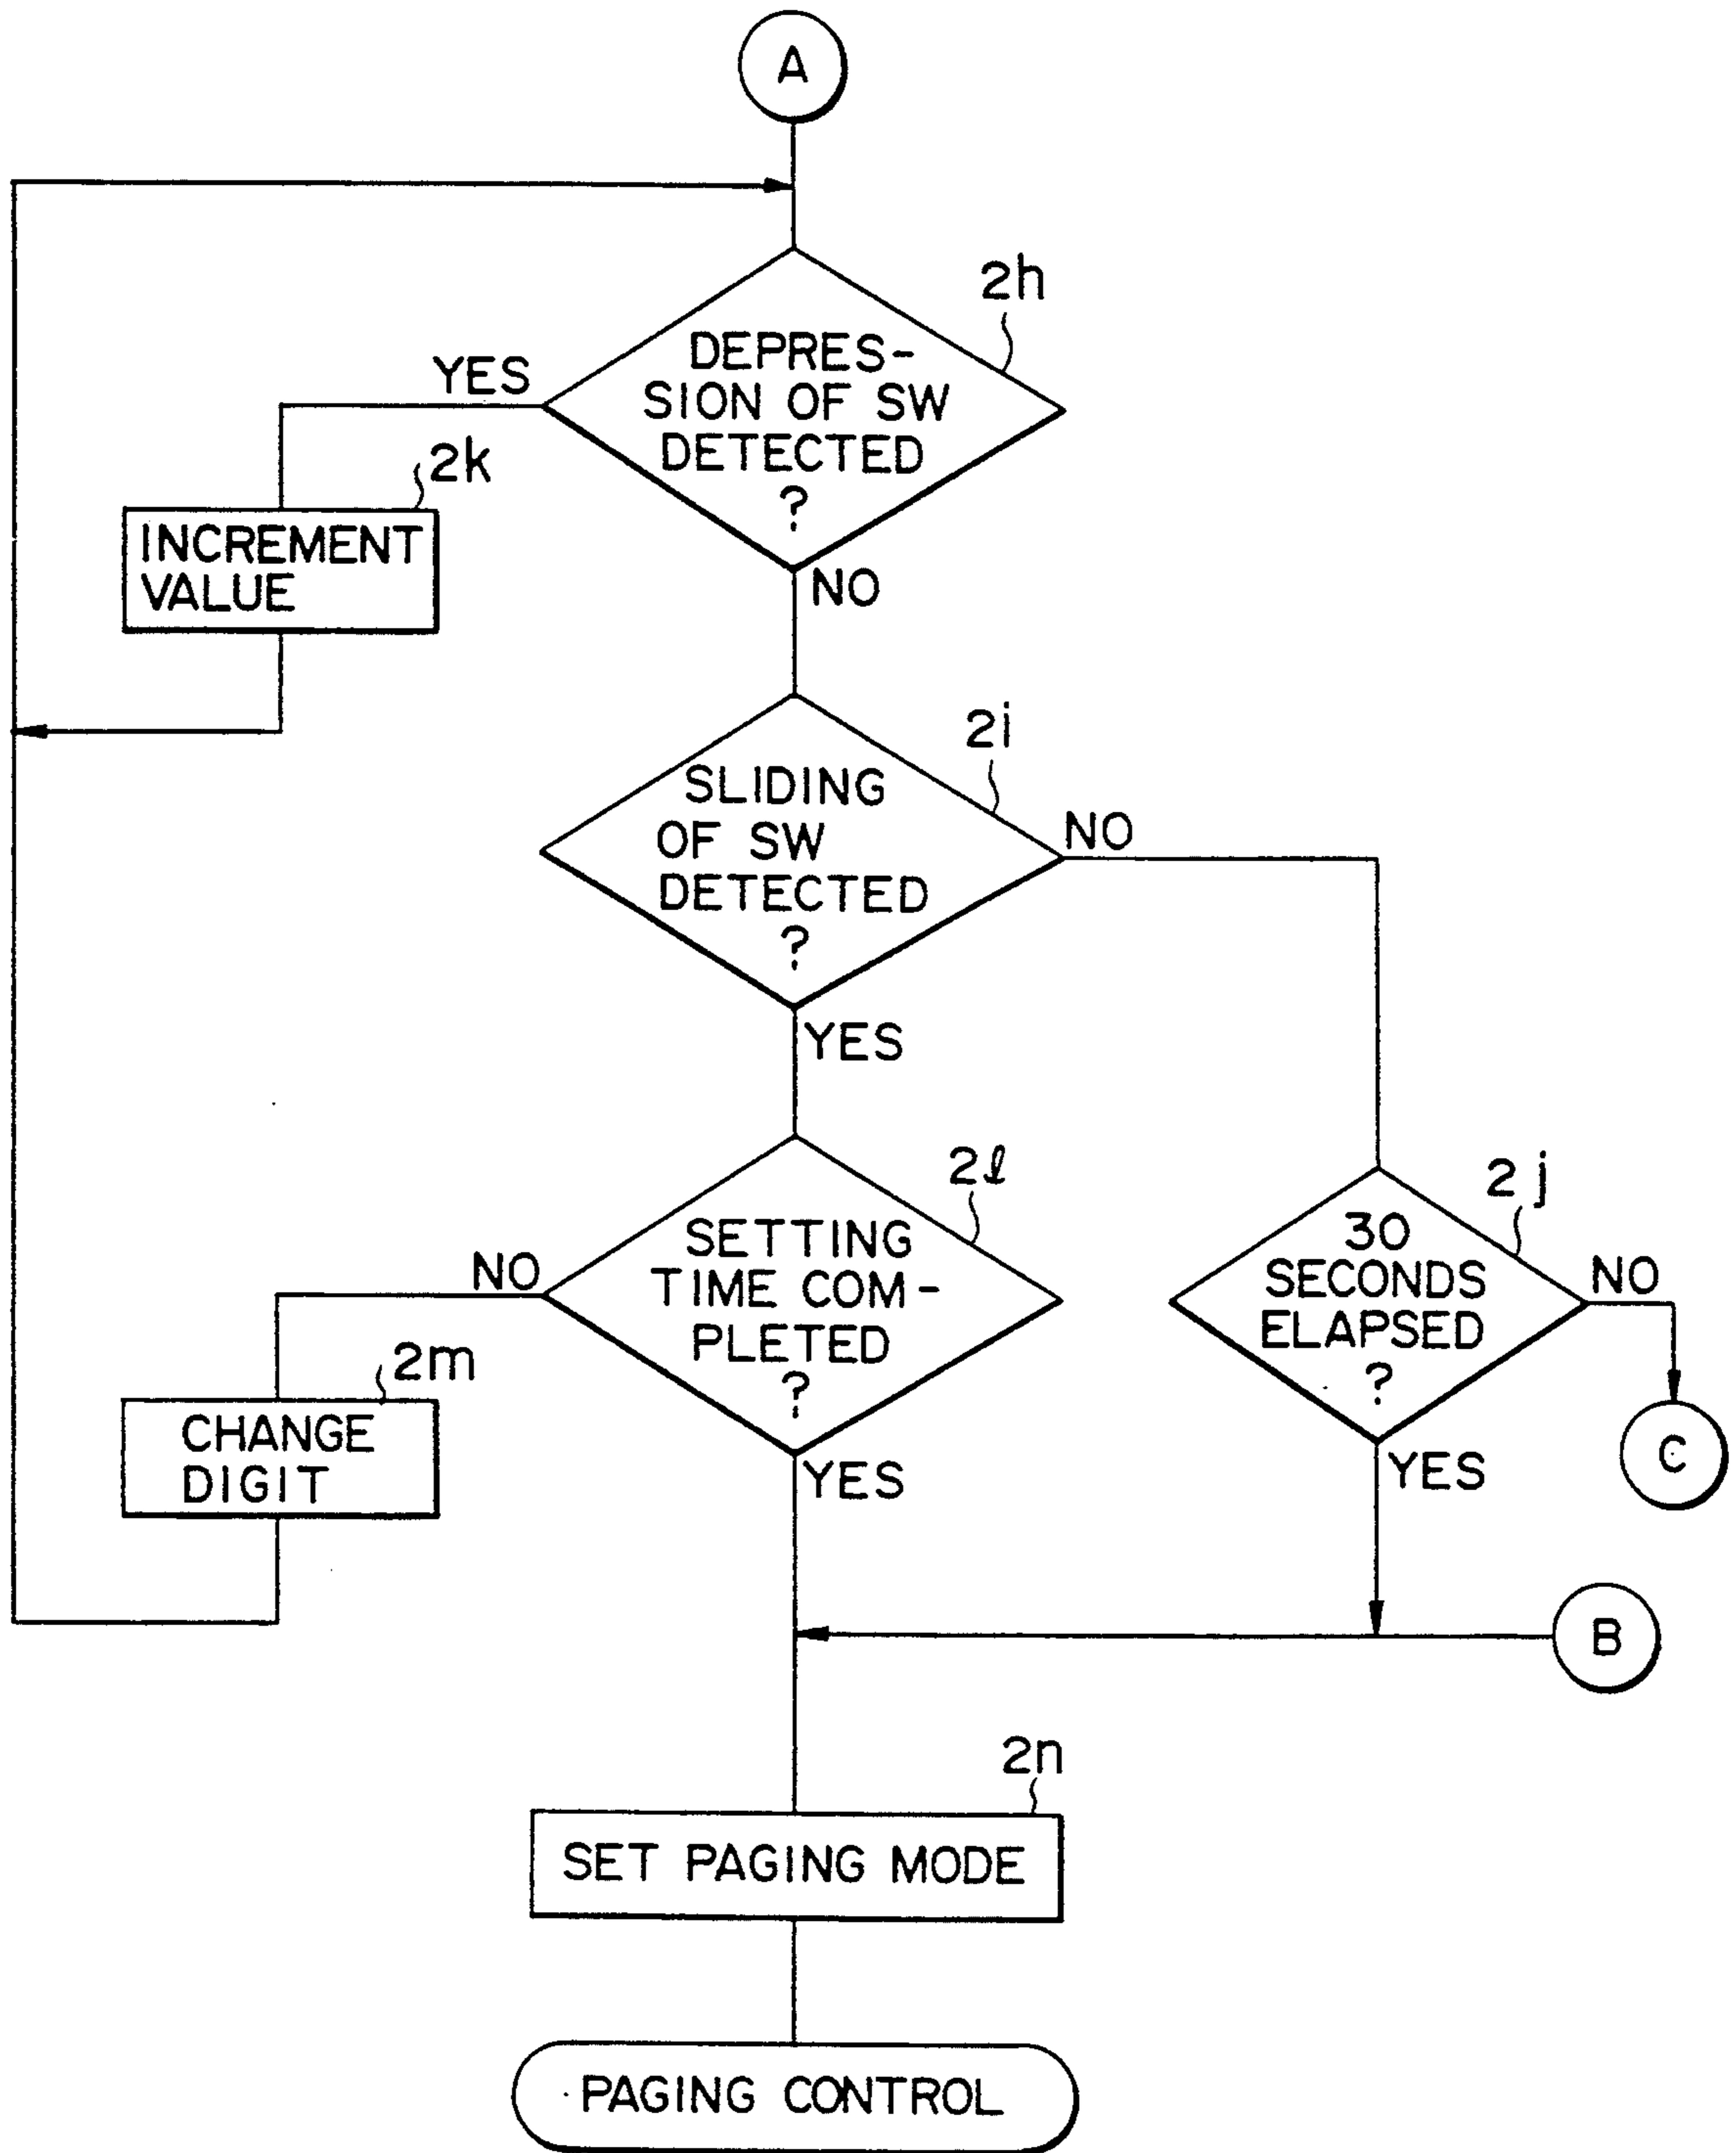 A
2h
DEPRES-
SION OF SW
DETECTED
?
YES
2k
INCREMENT
VALUE
NO
2i
SLIDING
OF SW
DETECTED
?
NO
YES
2l
SETTING
TIME COM-
PLETED
?
NO
2j
30
SECONDS
ELAPSED
?
NO
2m
CHANGE
DIGIT
YES
YES
C
B
2n
SET PAGING MODE
PAGING CONTROL